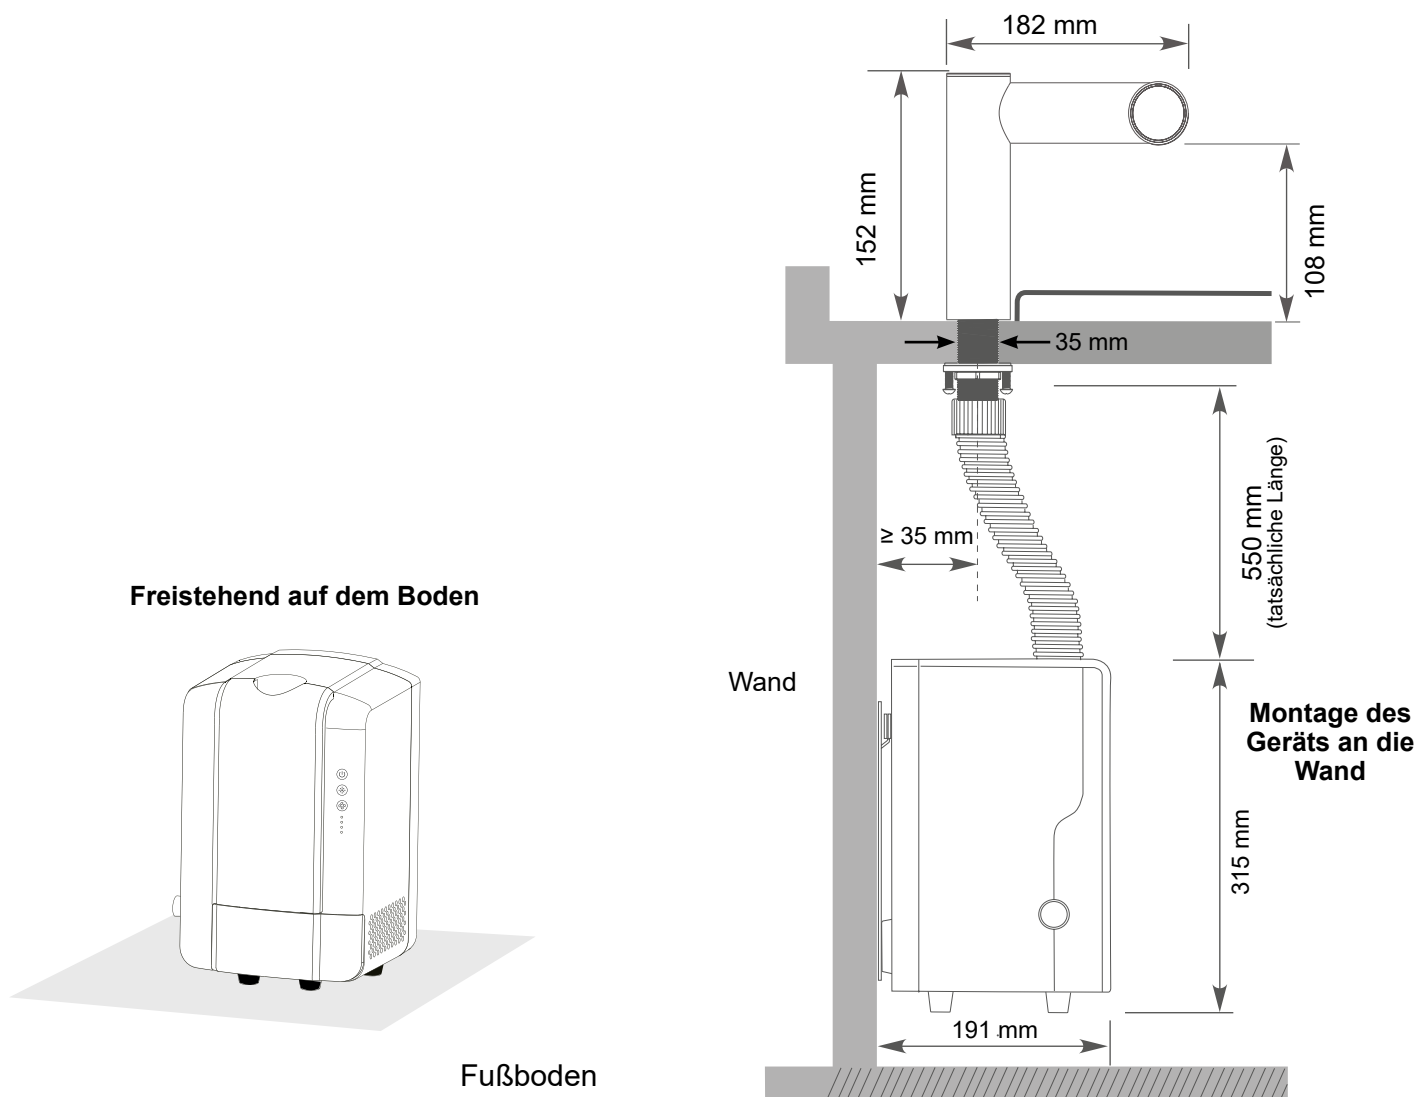 182 mm
152 mm
108 mm
35 mm
≥ 35 mm
550 mm
(tatsächliche Länge)
Freistehend auf dem Boden
Wand
Montage des
Geräts an die
Wand
315 mm
191 mm
Fußboden